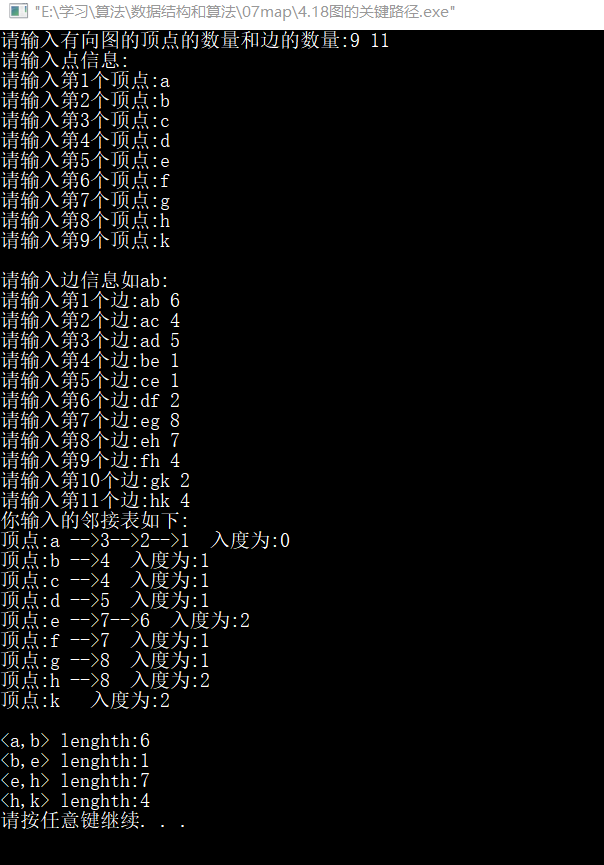 "E:\学习\算法\数据结构和算法\07map\4.18图的关键路径.exe"
请输入有向图的顶点的数量和边的数量:9 11
请输入点信息:
请输入第1个顶点:a
请输入第2个顶点:b
请输入第3个顶点:c
请输入第4个顶点:d
请输入第5个顶点:e
请输入第6个顶点:f
请输入第7个顶点:g
请输入第8个顶点:h
请输入第9个顶点:k
请输入边信息如ab:
请输入第1个边:ab 6
请输入第2个边:ac 4
请输入第3个边:ad 5
请输入第4个边:be 1
请输入第5个边:ce 1
请输入第6个边:df 2
请输入第7个边:eg 8
请输入第8个边:eh 7
请输入第9个边:fh 4
请输入第10个边:gk 2
请输入第11个边:hk 4
你输入的邻接表如下:
顶点:a -->3-->2-->1  入度为:0
顶点:b -->4  入度为:1
顶点:c -->4  入度为:1
顶点:d -->5  入度为:1
顶点:e -->7-->6  入度为:2
顶点:f -->7  入度为:1
顶点:g -->8  入度为:1
顶点:h -->8  入度为:2
顶点:k   入度为:2
<a,b> lenghth:6
<b,e> lenghth:1
<e,h> lenghth:7
<h,k> lenghth:4
请按任意键继续. . .